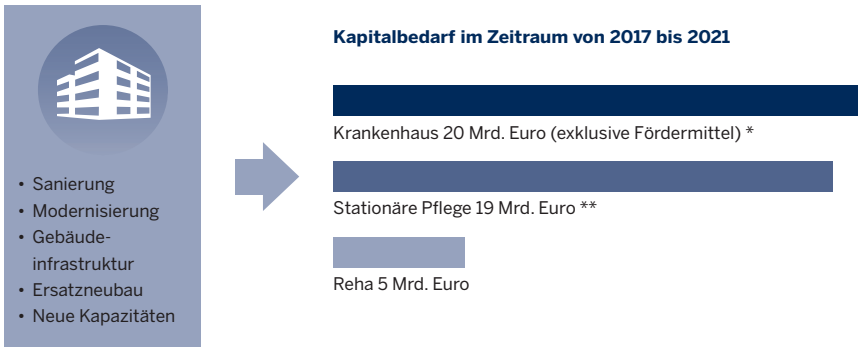 Kapitalbedarf im Zeitraum von 2017 bis 2021
Krankenhaus 20 Mrd. Euro (exklusive Fördermittel) *
Stationäre Pflege 19 Mrd. Euro **
Reha 5 Mrd. Euro
• Sanierung
• Modernisierung
• Gebäude-
infrastruktur
• Ersatzneubau
• Neue Kapazitäten